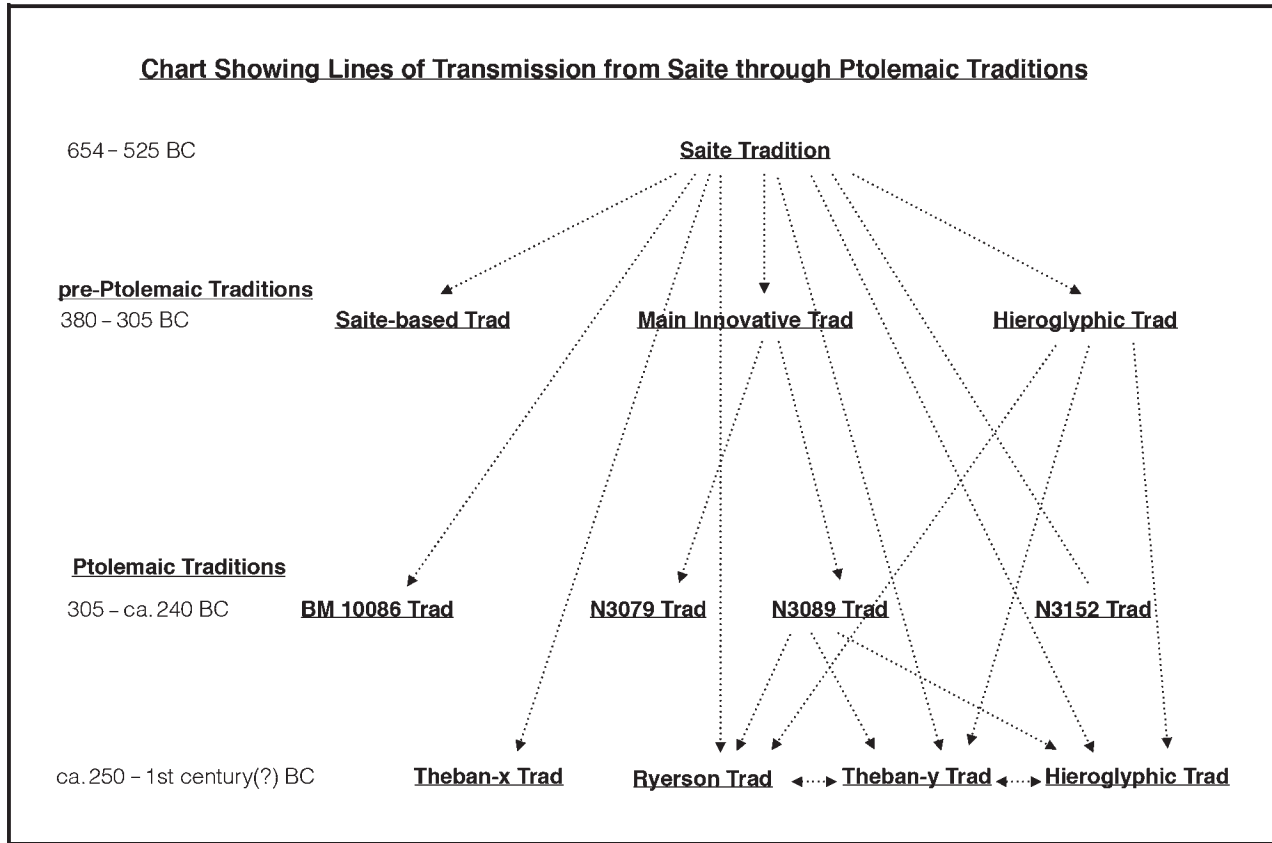 Chart Showing Lines of Transmission from Saite through Ptolemaic Traditions
654 – 525 BC Saite Tradition
pre-Ptolemaic Traditions
380 – 305 BC Saite-based Trad Main Innovative Trad Hieroglyphic Trad
Ptolemaic Traditions
305 – ca. 240 BC BM 10086 Trad N3079 Trad N3089 Trad N3152 Trad
ca. 250 – 1st century(?) BC Theban-x Trad Ryerson Trad Theban-y Trad Hieroglyphic Trad